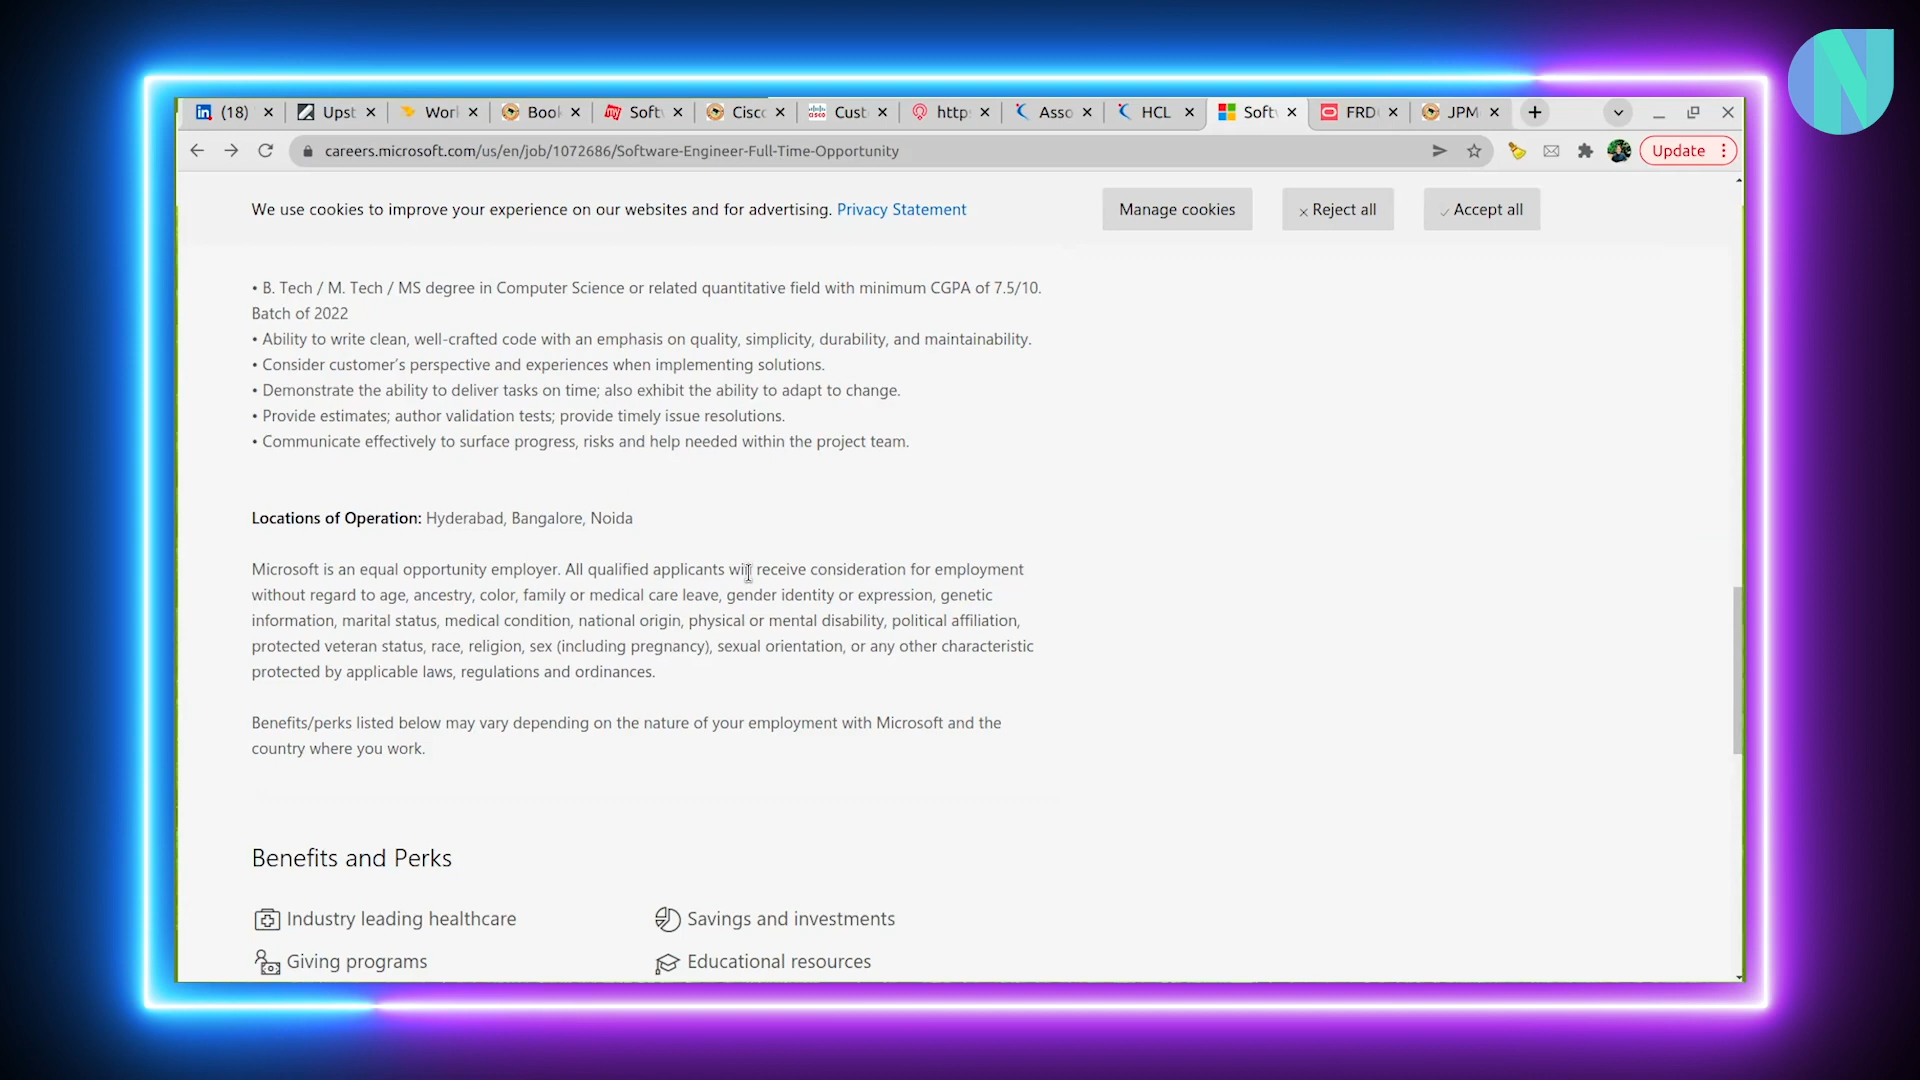 N
(18)
Upst
Worl
Bool
Soft
Cisco
Cust
http
Asso
HCL
Soft
FRD
JPM
careers.microsoft.com/us/en/job/1072686/Software-Engineer-Full-Time-Opportunity
Update
We use cookies to improve your experience on our websites and for advertising. Privacy Statement
Manage cookies
Reject all
Accept all
• B. Tech / M. Tech / MS degree in Computer Science or related quantitative field with minimum CGPA of 7.5/10.
Batch of 2022
• Ability to write clean, well-crafted code with an emphasis on quality, simplicity, durability, and maintainability.
• Consider customer's perspective and experiences when implementing solutions.
• Demonstrate the ability to deliver tasks on time; also exhibit the ability to adapt to change.
• Provide estimates; author validation tests; provide timely issue resolutions.
• Communicate effectively to surface progress, risks and help needed within the project team.
Locations of Operation: Hyderabad, Bangalore, Noida
Microsoft is an equal opportunity employer. All qualified applicants will receive consideration for employment
without regard to age, ancestry, color, family or medical care leave, gender identity or expression, genetic
information, marital status, medical condition, national origin, physical or mental disability, political affiliation,
protected veteran status, race, religion, sex (including pregnancy), sexual orientation, or any other characteristic
protected by applicable laws, regulations and ordinances.
Benefits/perks listed below may vary depending on the nature of your employment with Microsoft and the
country where you work.
Benefits and Perks
Industry leading healthcare
Savings and investments
Giving programs
Educational resources